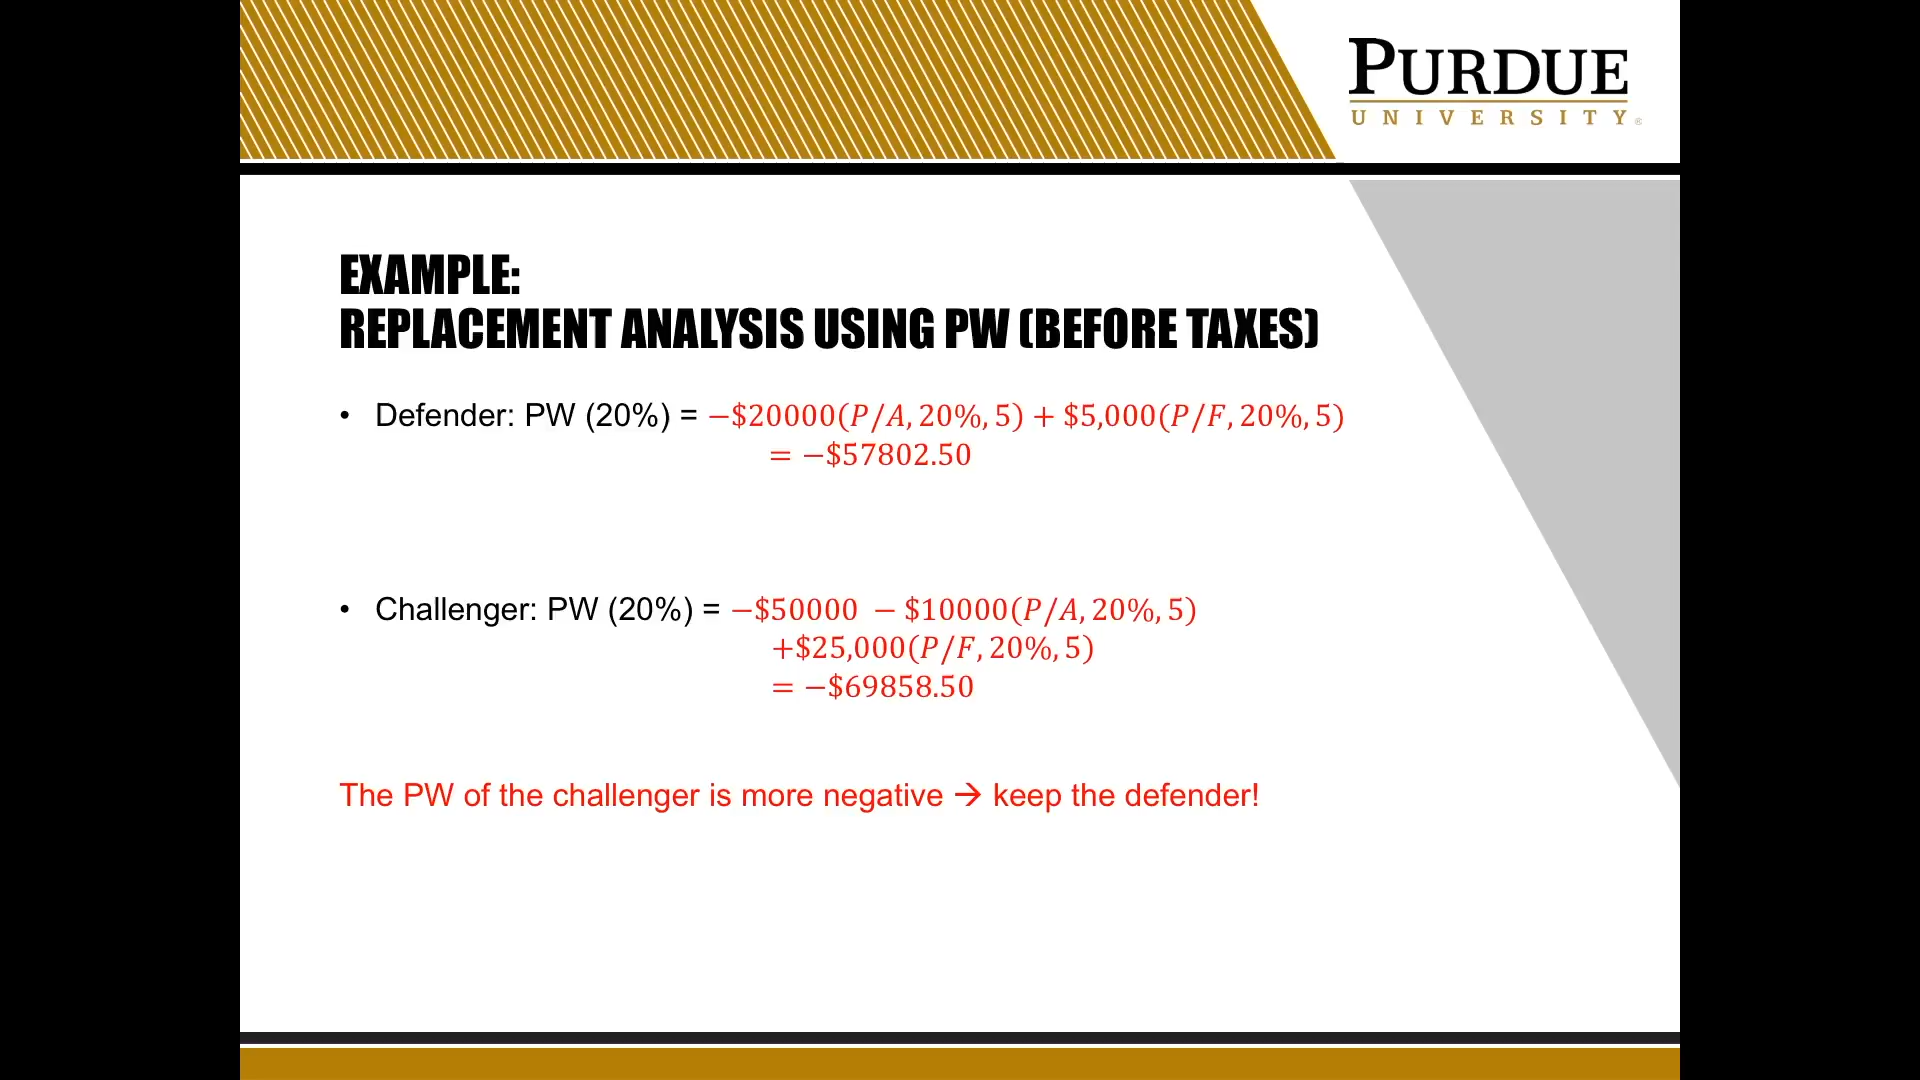 PURDUE
UNIVERSITY®
EXAMPLE:
REPLACEMENT ANALYSIS USING PW (BEFORE TAXES)
• Defender: PW (20%) = −$20000(P/A, 20%, 5) + $5,000(P/F, 20%, 5)
= −$57802.50
• Challenger: PW (20%) = −$50000 − $10000(P/A, 20%, 5)
+$25,000(P/F, 20%, 5)
= −$69858.50
The PW of the challenger is more negative → keep the defender!